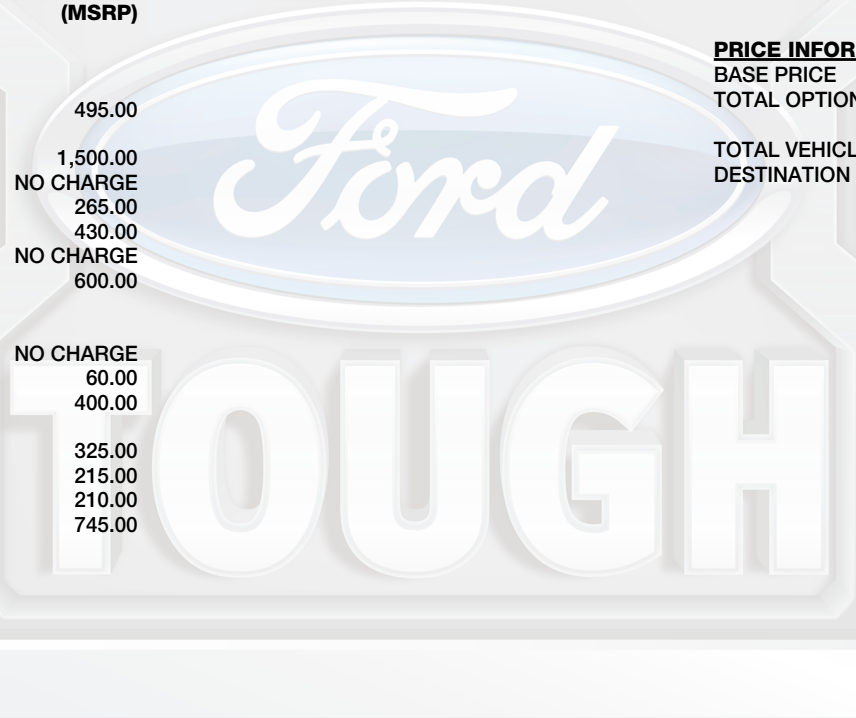 (MSRP)
495.00
1,500.00
NO CHARGE
265.00
430.00
NO CHARGE
600.00
NO CHARGE
60.00
400.00
325.00
215.00
210.00
745.00
PRICE INFOR
BASE PRICE
TOTAL OPTION
TOTAL VEHICL
DESTINATION
Ford
TOUGH